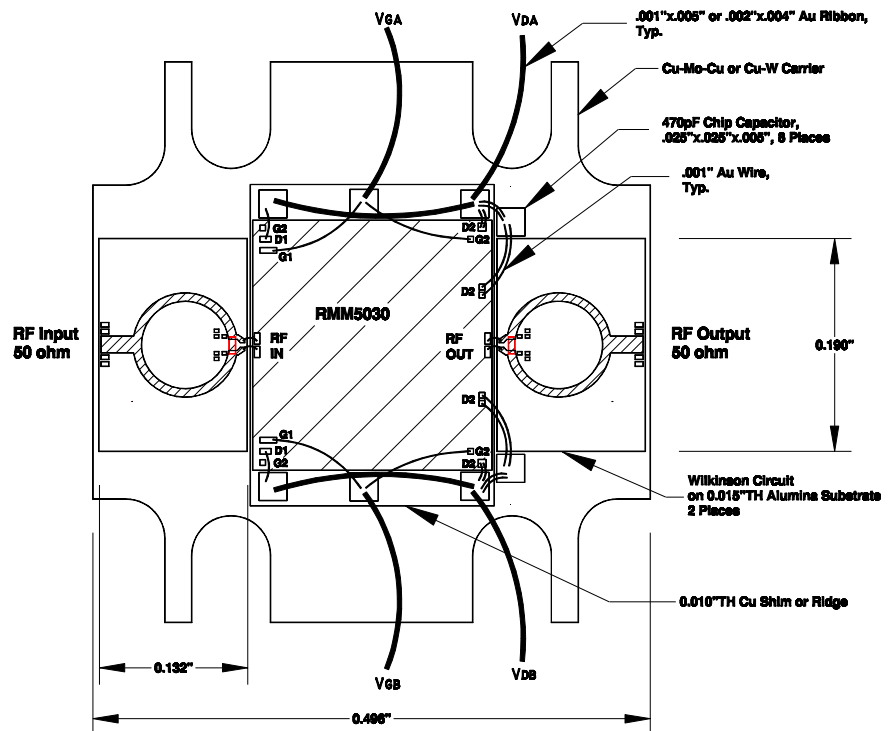 VGA
VDA
.001"x.005" or .002"x.004" Au Ribbon,
Typ.
Cu-Mo-Cu or Cu-W Carrier
470pF Chip Capacitor,
.025"x.025"x.005", 8 Places
.001" Au Wire,
Typ.
G2
D1
G1
D2
G2
D2
RMM5030
RF Input
50 ohm
RF
IN
RF
OUT
RF Output
50 ohm
0.190"
D2
G1
D1
G2
G2
D2
Wilkinson Circuit
on 0.015"TH Alumina Substrate
2 Places
0.010"TH Cu Shim or Ridge
0.132"
VGB
VDB
0.496"